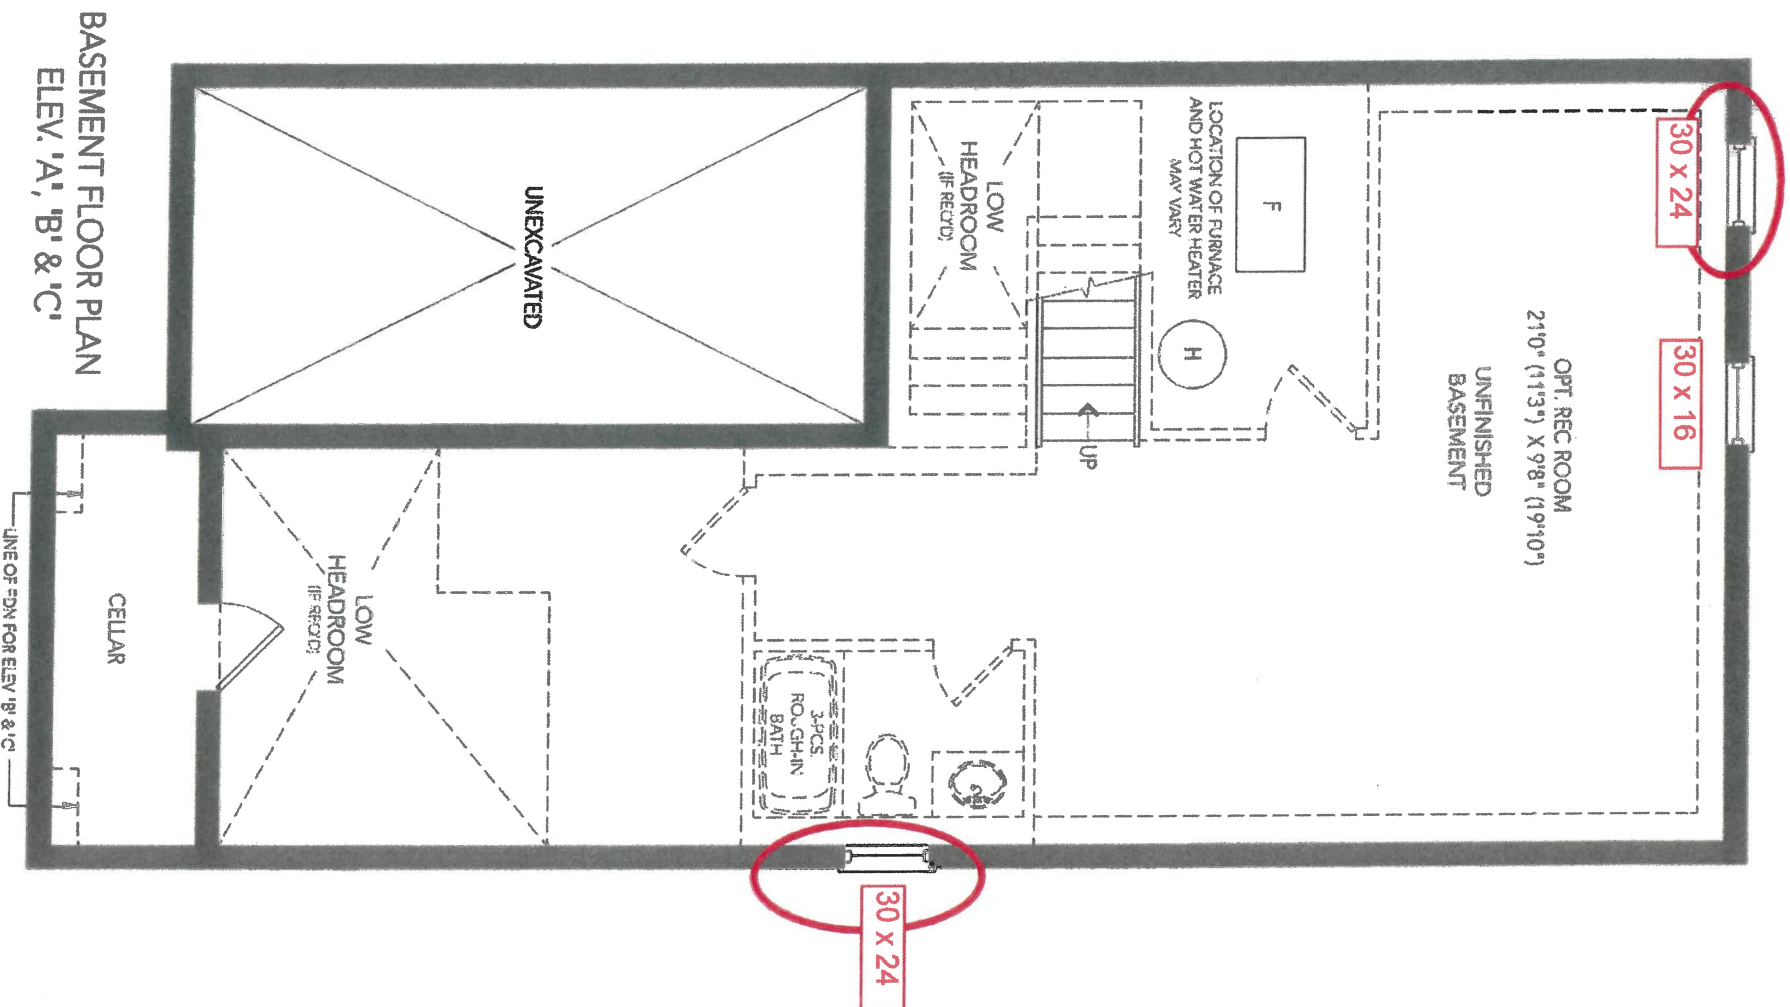 30 x 24
30 x 16
OPT. REC ROOM
21'0" (11'3") X 9'8" (19'10")
UNFINISHED
BASEMENT
F
LOCATION OF FURNACE
AND HOT WATER HEATER
MAY VARY
H
UP
LOW
HEADROOM
(IF REQ'D)
UNEXCAVATED
3-PCS.
ROUGH-IN
BATH
30 x 24
LOW
HEADROOM
(IF REQ'D)
CELLAR
LINE OF FDN FOR ELEV 'B' & 'C'
BASEMENT FLOOR PLAN
ELEV. 'A', 'B' & 'C'